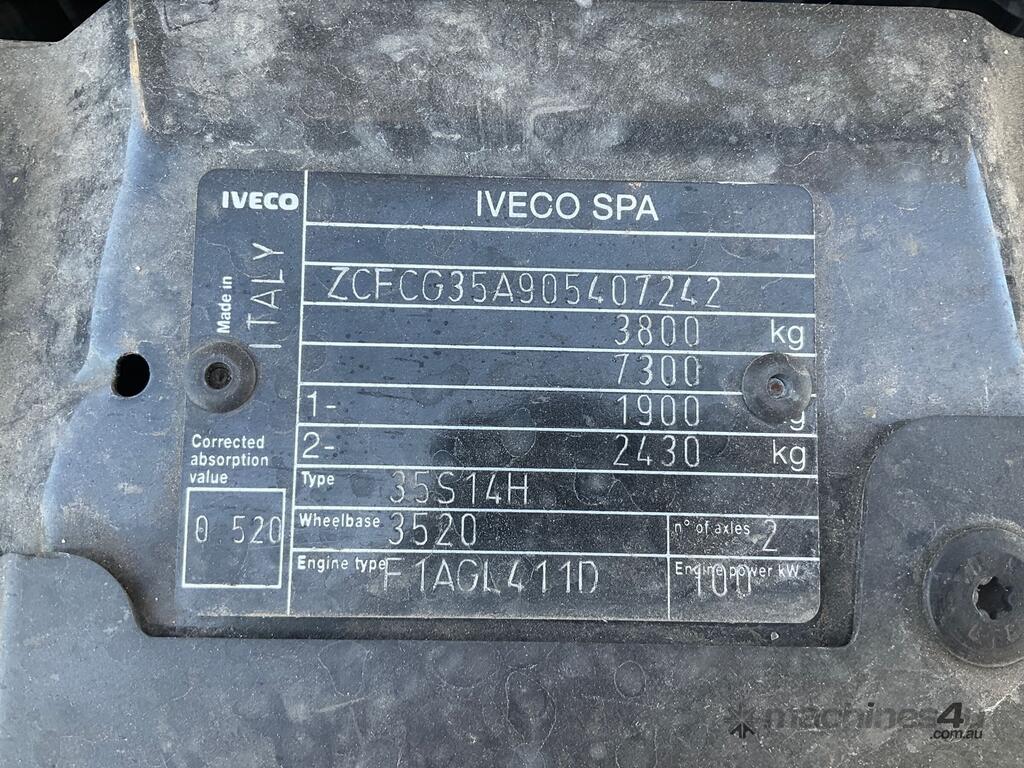 IVECO
IVECO SPA
Made in
ITALY
ZCFCG35A905407242
3800 kg
7300
1- 1900 g
2- 2430 kg
Corrected
absorption
value
0.520
Type 35S14H
Wheelbase 3520
n° of axles 2
Engine type F1AGL411D
Engine power kW 100
machines4u
.com.au